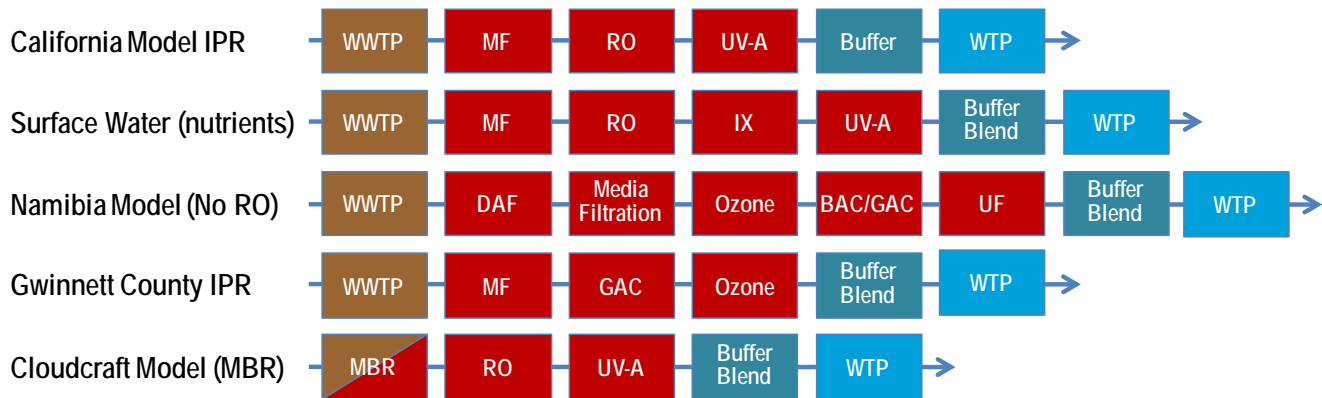 California Model IPR WWTP MF RO UV-A Buffer WTP
Surface Water (nutrients) WWTP MF RO IX UV-A Buffer Blend WTP
Namibia Model (No RO) WWTP DAF Media Filtration Ozone BAC/GAC UF Buffer Blend WTP
Gwinnett County IPR WWTP MF GAC Ozone Buffer Blend WTP
Cloudcraft Model (MBR) MBR RO UV-A Buffer Blend WTP